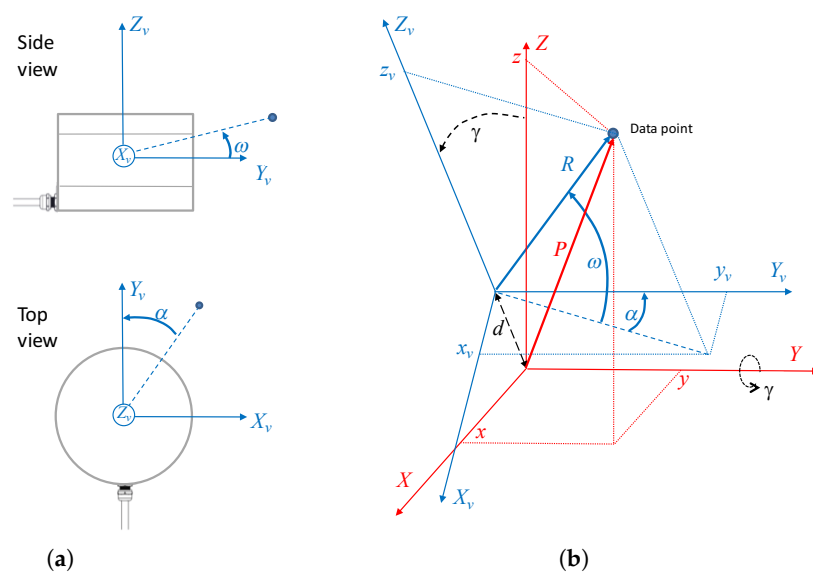 Side
view
Z_v
X_v
ω
Y_v
Top
view
Y_v
α
Z_v
X_v
(a)
Z_v
Z
z_v
z
γ
Data point
R
P
ω
y_v
Y_v
α
d
x_v
Y
y
γ
x
X
X_v
(b)